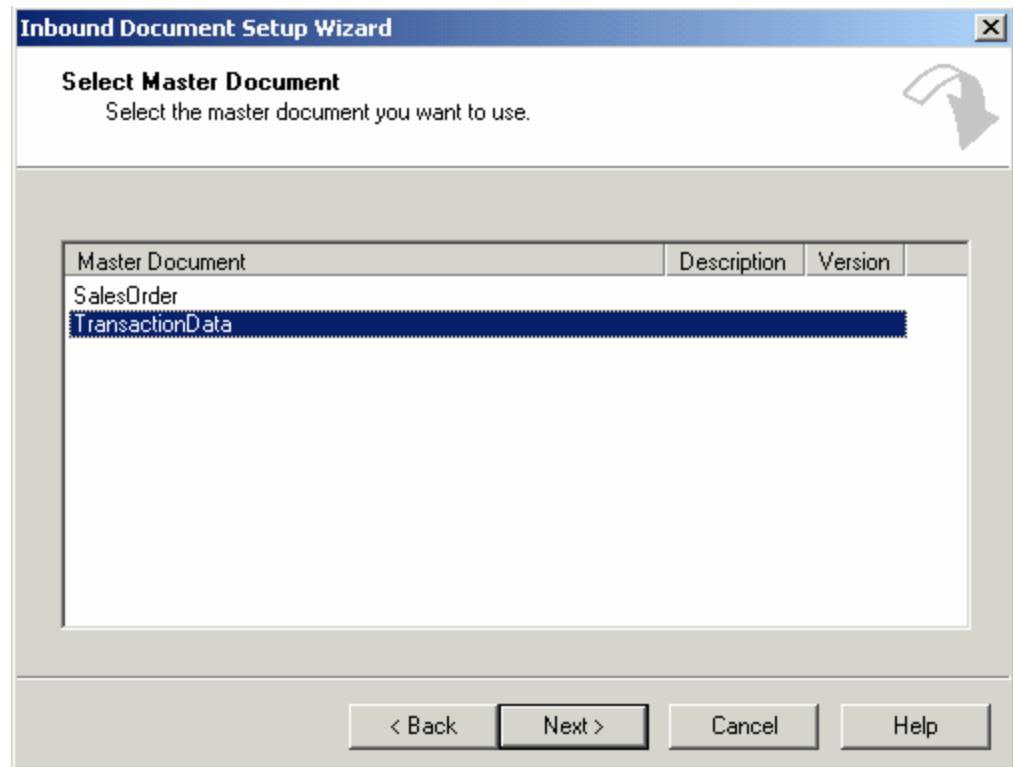 Inbound Document Setup Wizard
Select Master Document
Select the master document you want to use.
Master Document Description Version
SalesOrder
TransactionData
< Back Next > Cancel Help